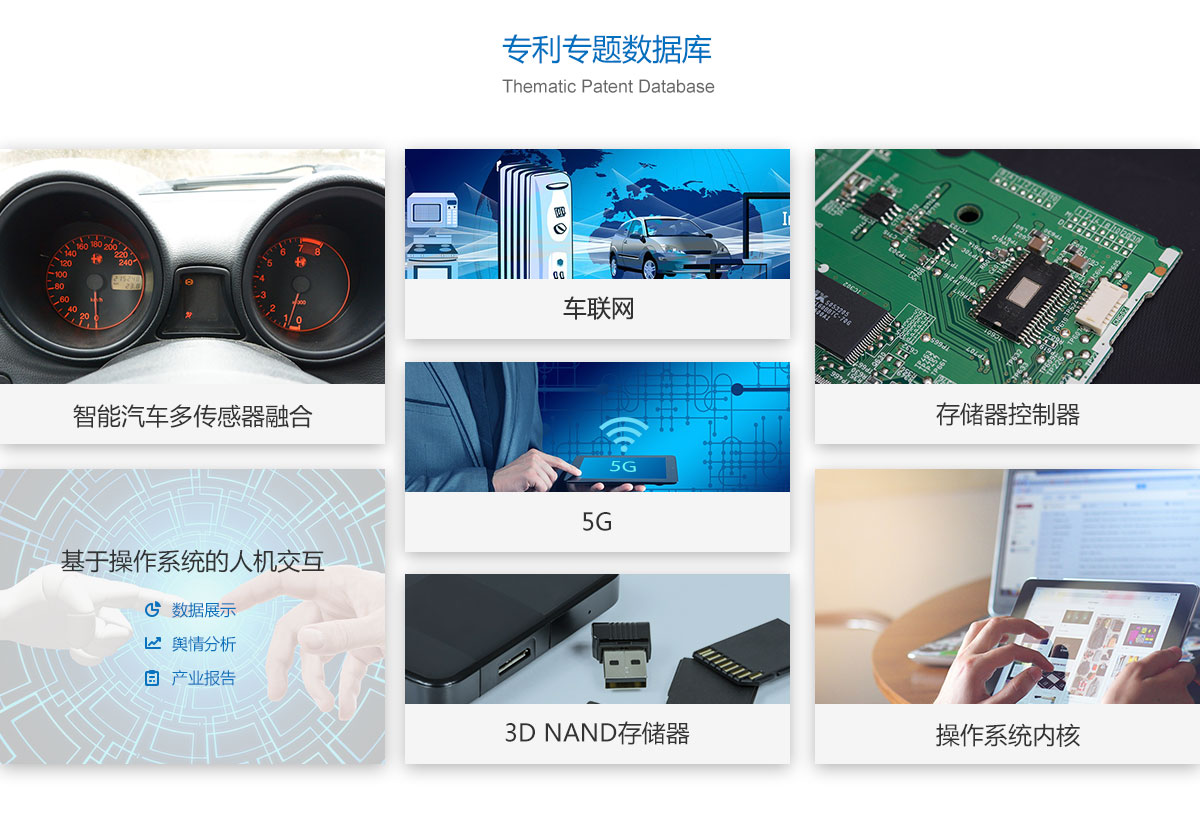 专利专题数据库
Thematic Patent Database
智能汽车多传感器融合
车联网
存储器控制器
5G
5G
基于操作系统的人机交互
数据展示
舆情分析
产业报告
3D NAND存储器
操作系统内核